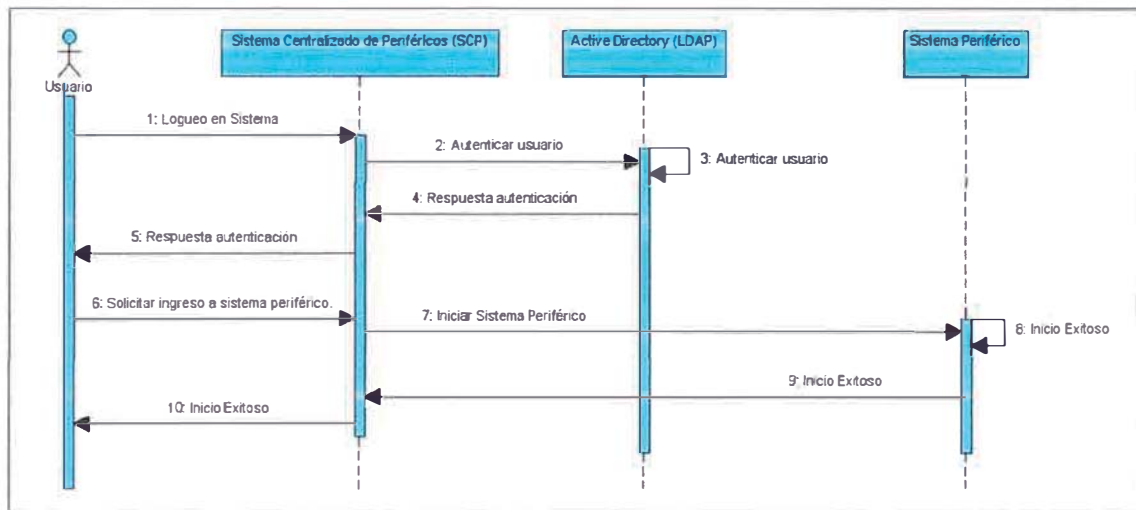 Sistema Centralizado de Periféricos (SCP)
Active Directory (LDAP)
Sistema Periférico
Usuario
1: Logueo en Sistema
2: Autenticar usuario
3: Autenticar usuario
4: Respuesta autenticación
5: Respuesta autenticación
6: Solicitar ingreso a sistema periférico.
7: Iniciar Sistema Periférico
8: Inicio Exitoso
9: Inicio Exitoso
10: Inicio Exitoso